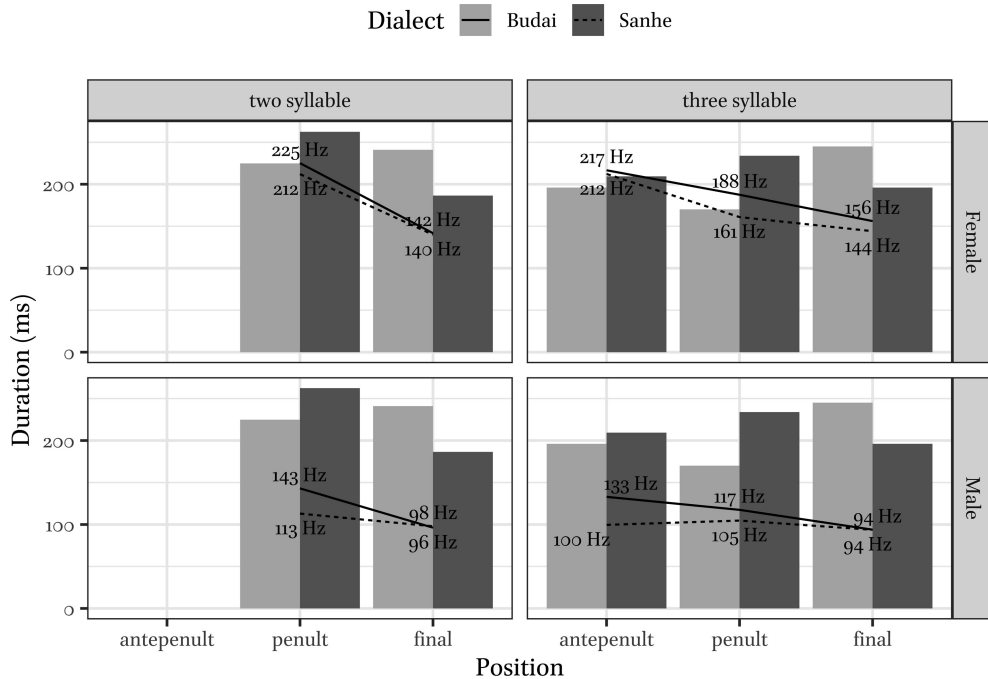 Dialect Budai Sanhe
two syllable three syllable
Duration (ms)
200
100
0
225 Hz
212 Hz
142 Hz
140 Hz
217 Hz
212 Hz
188 Hz
161 Hz
156 Hz
144 Hz
Female
200
100
0
143 Hz
113 Hz
98 Hz
96 Hz
133 Hz
100 Hz
117 Hz
105 Hz
94 Hz
94 Hz
Male
antepenult penult final antepenult penult final
Position